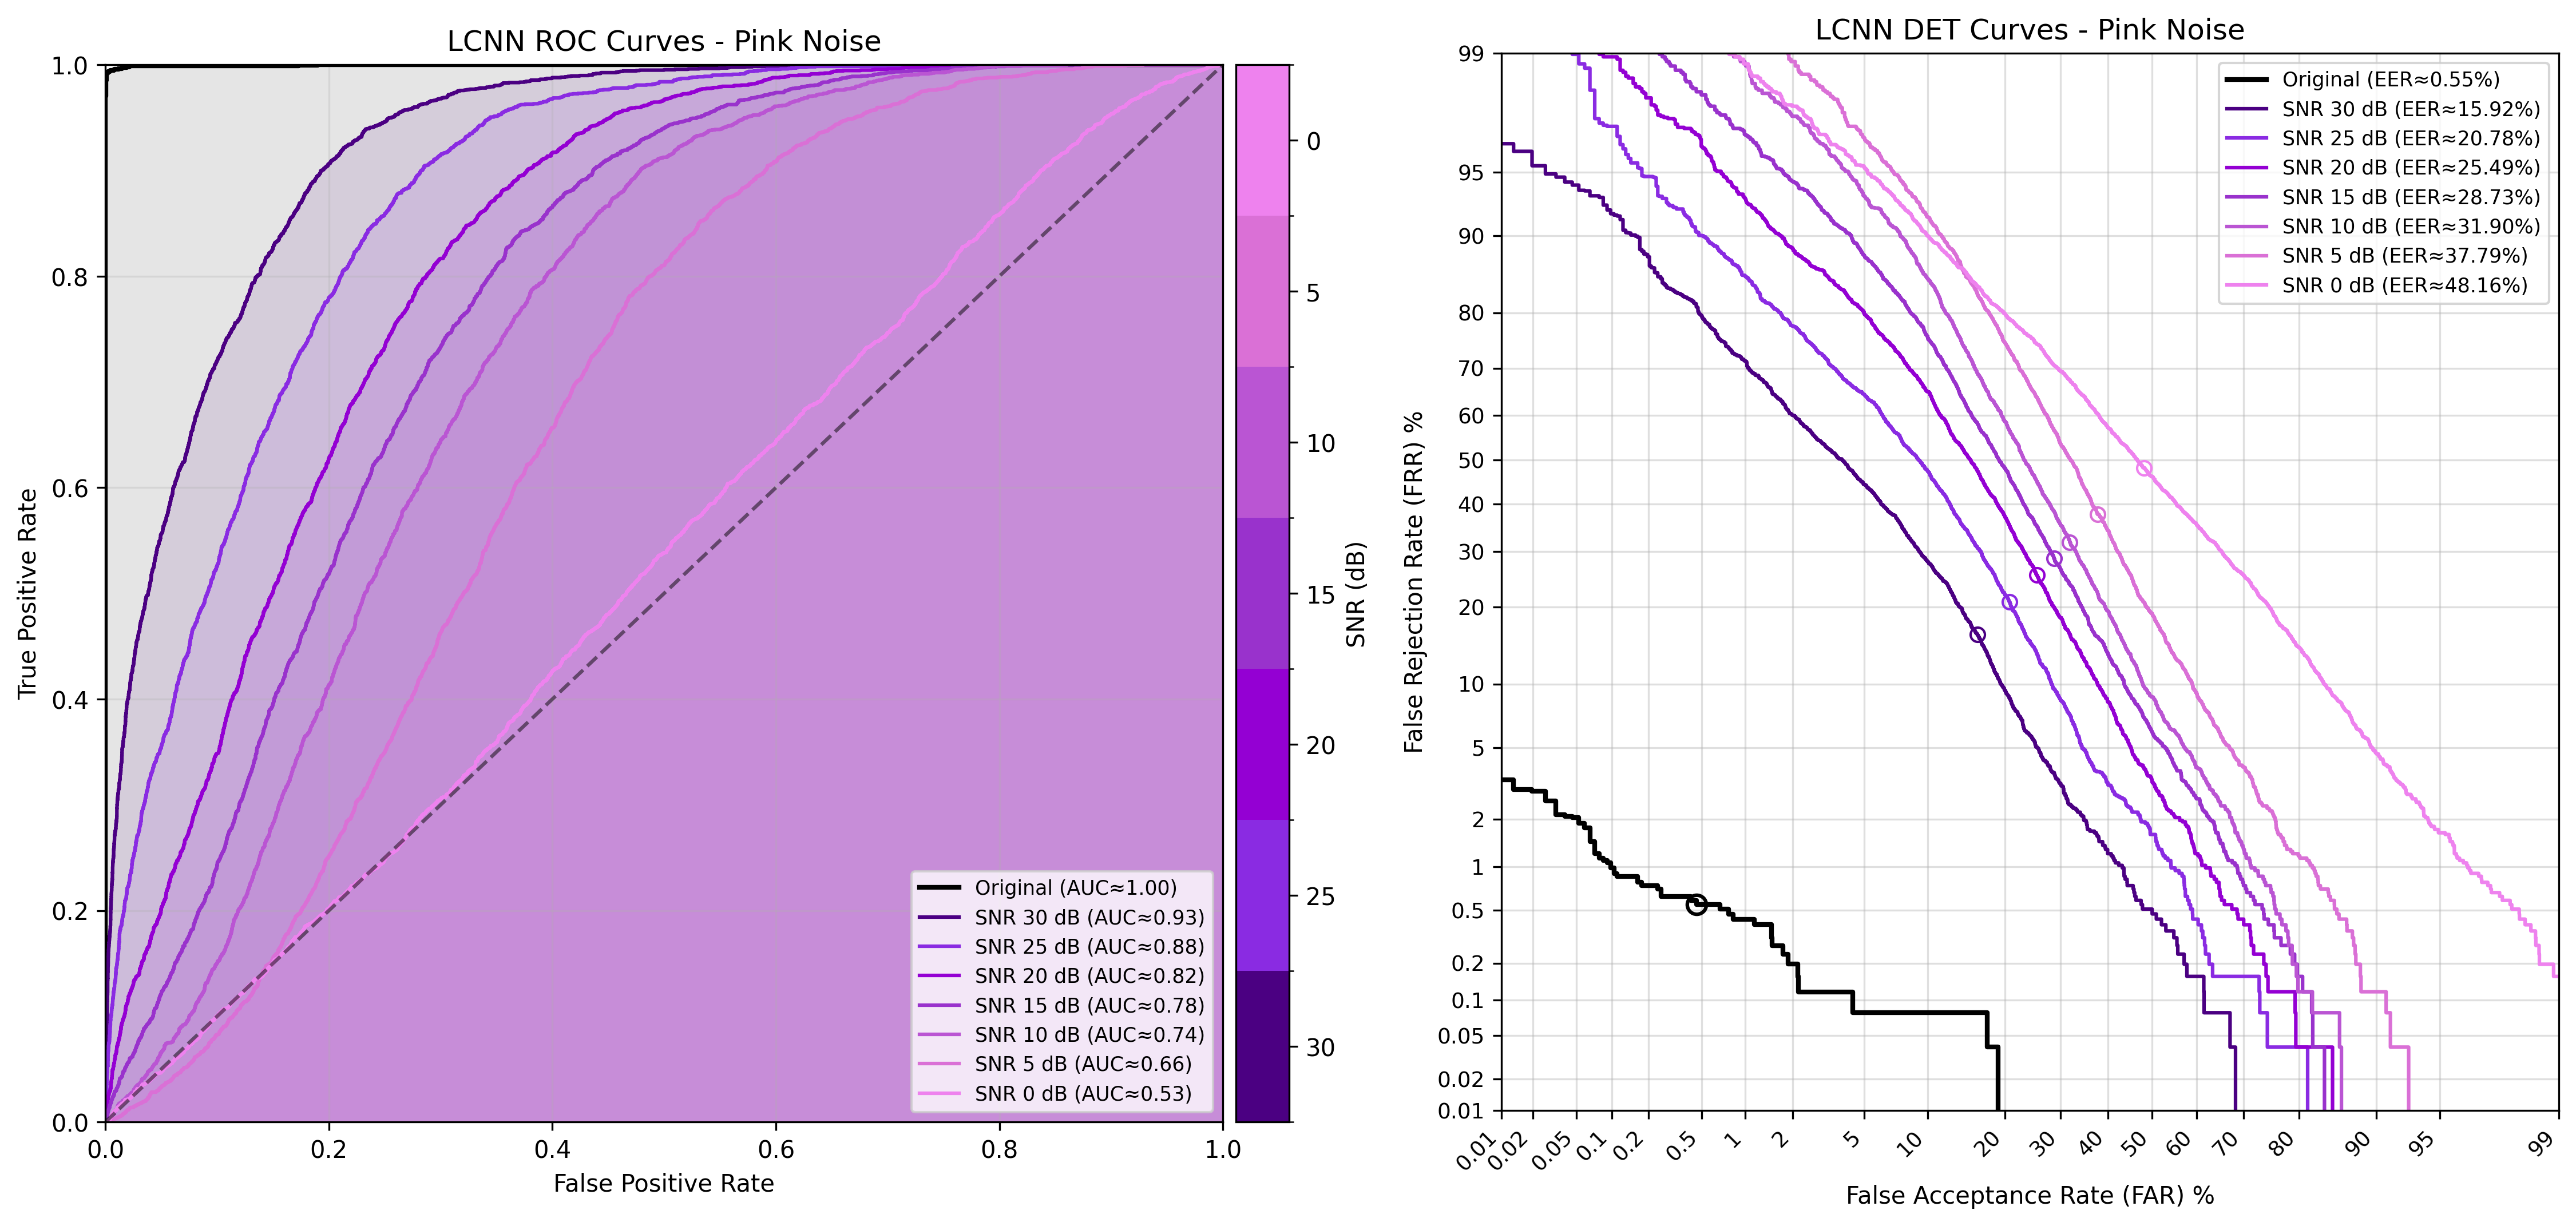 LCNN ROC Curves - Pink Noise
True Positive Rate
1.0
0.8
0.6
0.4
0.2
0.0
0.0 0.2 0.4 0.6 0.8 1.0
False Positive Rate
Original (AUC≈1.00)
SNR 30 dB (AUC≈0.93)
SNR 25 dB (AUC≈0.88)
SNR 20 dB (AUC≈0.82)
SNR 15 dB (AUC≈0.78)
SNR 10 dB (AUC≈0.74)
SNR 5 dB (AUC≈0.66)
SNR 0 dB (AUC≈0.53)
0
5
10
15
20
25
30
SNR (dB)
LCNN DET Curves - Pink Noise
False Rejection Rate (FRR) %
99
95
90
80
70
60
50
40
30
20
10
5
2
1
0.5
0.2
0.1
0.05
0.02
0.01
0.01 0.02 0.05 0.1 0.2 0.5 1 2 5 10 20 30 40 50 60 70 80 90 95 99
False Acceptance Rate (FAR) %
Original (EER≈0.55%)
SNR 30 dB (EER≈15.92%)
SNR 25 dB (EER≈20.78%)
SNR 20 dB (EER≈25.49%)
SNR 15 dB (EER≈28.73%)
SNR 10 dB (EER≈31.90%)
SNR 5 dB (EER≈37.79%)
SNR 0 dB (EER≈48.16%)